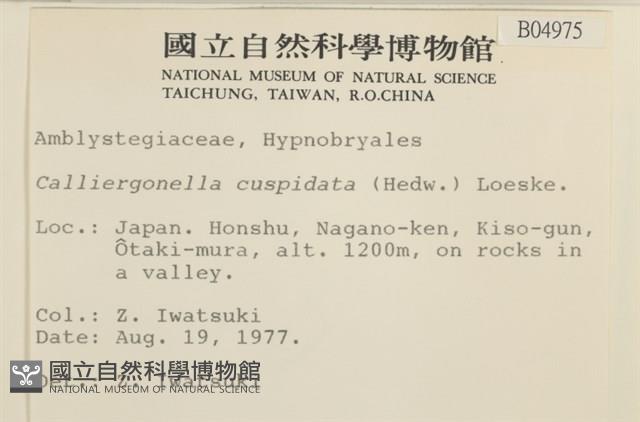 B04975
國立自然科學博物館
NATIONAL MUSEUM OF NATURAL SCIENCE
TAICHUNG, TAIWAN, R.O.CHINA
Amblystegiaceae, Hypnobryales
Calliergonella cuspidata (Hedw.) Loeske.
Loc.: Japan. Honshu, Nagano-ken, Kiso-gun,
Ôtaki-mura, alt. 1200m, on rocks in
a valley.
Col.: Z. Iwatsuki
Date: Aug. 19, 1977.
Det.: Z. Iwatsuki
國立自然科學博物館
NATIONAL MUSEUM OF NATURAL SCIENCE